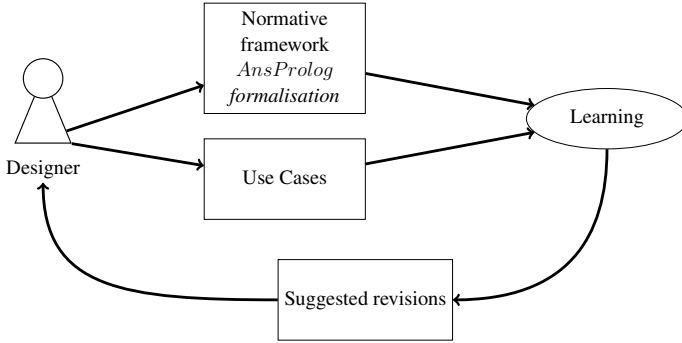 Normative
framework
AnsProlog
formalisation
Learning
Designer
Use Cases
Suggested revisions